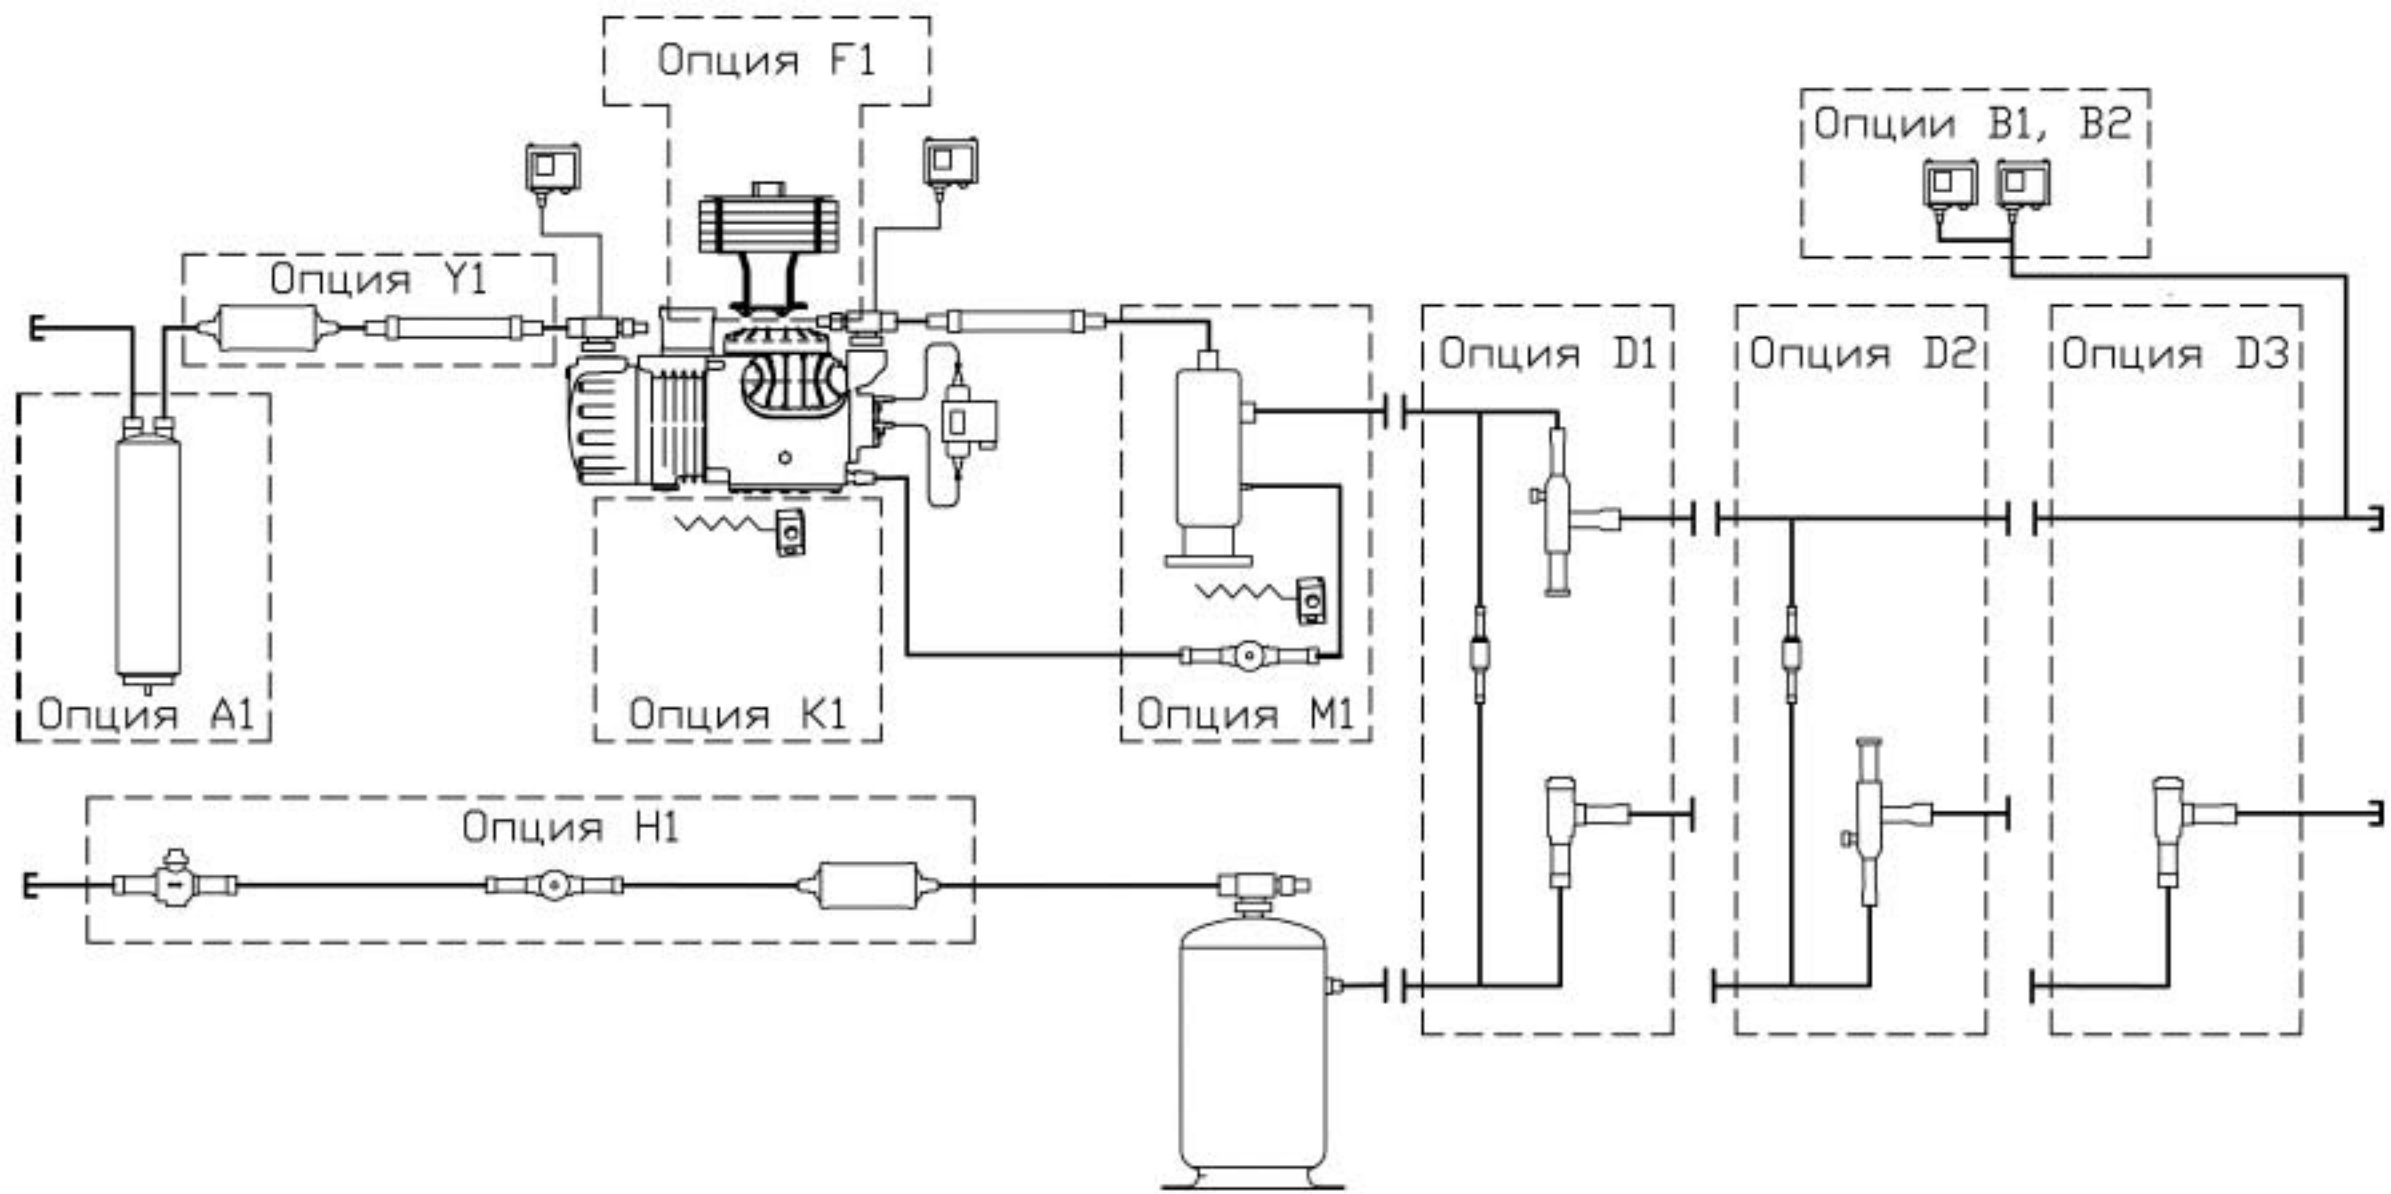 Опция F1
Опции B1, B2
Опция Y1
Опция D1
Опция D2
Опция D3
Опция A1
Опция K1
Опция M1
Опция H1